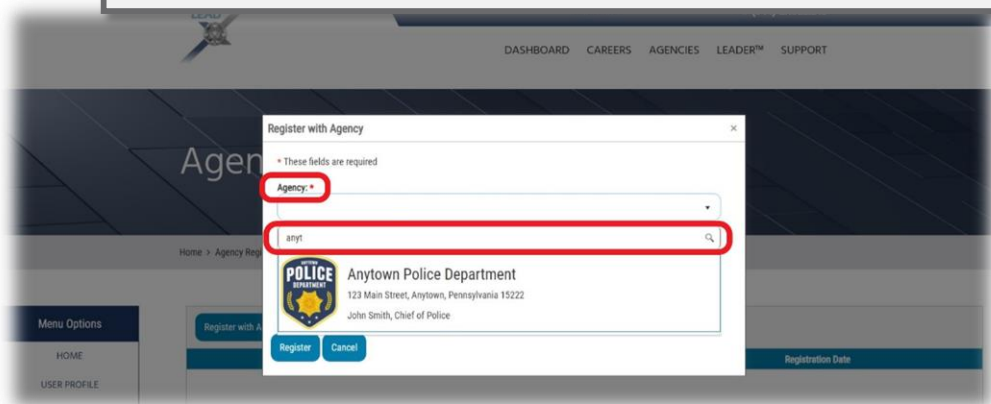 LEAD
DASHBOARD CAREERS AGENCIES LEADER™ SUPPORT
Register with Agency ×
Agen
* These fields are required
Agency: *
anyt
Home > Agency Regi
ANYTOWN
POLICE
DEPARTMENT
Anytown Police Department
123 Main Street, Anytown, Pennsylvania 15222
John Smith, Chief of Police
Menu Options
Register with A
Register Cancel
HOME
Registration Date
USER PROFILE